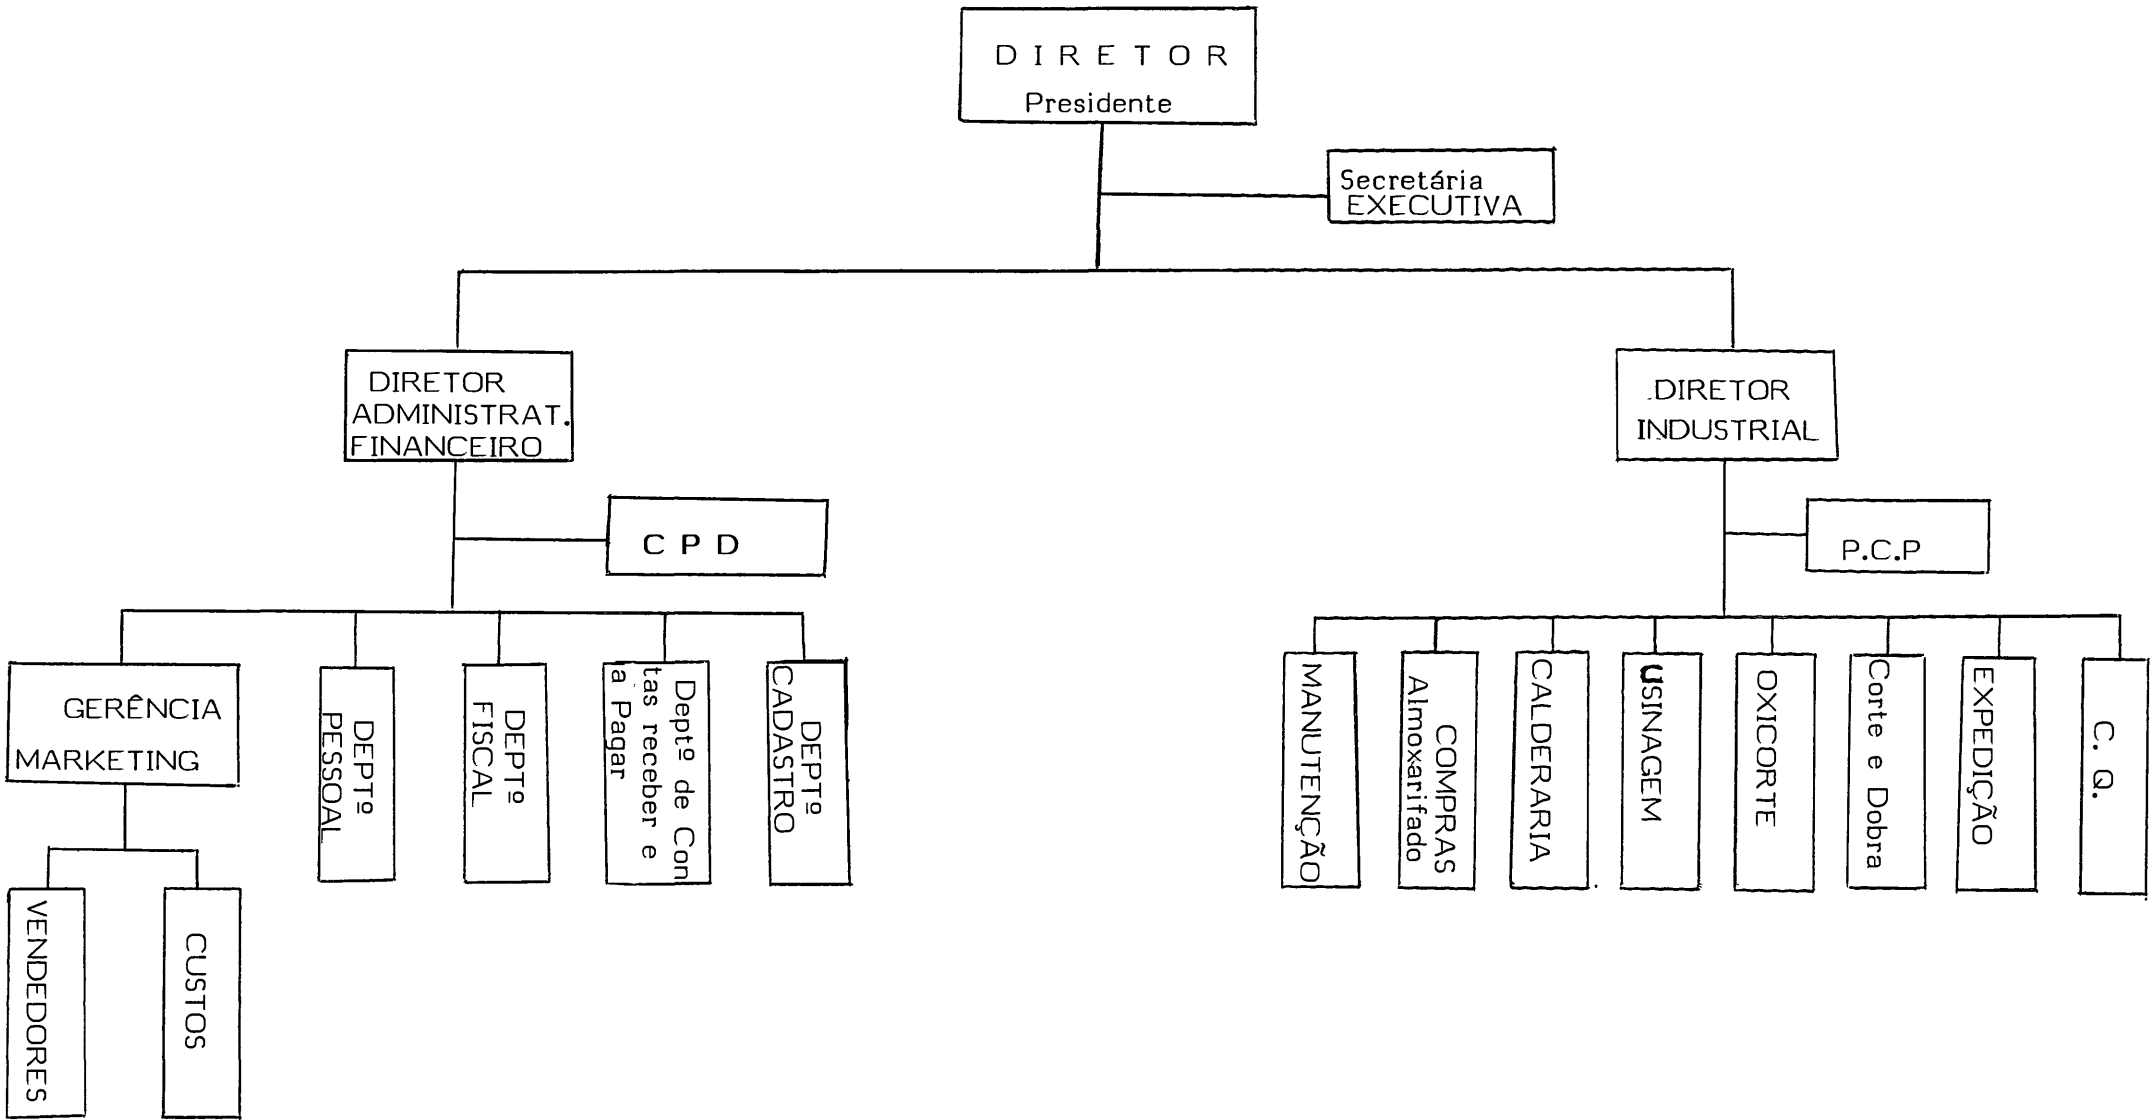 DIRETOR
Presidente
Secretária
EXECUTIVA
DIRETOR
ADMINISTRAT.
FINANCEIRO
DIRETOR
INDUSTRIAL
C P D
P.C.P
GERÊNCIA
MARKETING
DEPTº
PESSOAL
DEPTº
FISCAL
Deptº de Con
tas receber e
a Pagar
DEPTº
CADASTRO
MANUTENÇÃO
COMPRAS
Almoxarifado
CALDERARIA
USINAGEM
OXICORTE
Corte e Dobra
EXPEDIÇÃO
C. Q.
VENDEDORES
CUSTOS